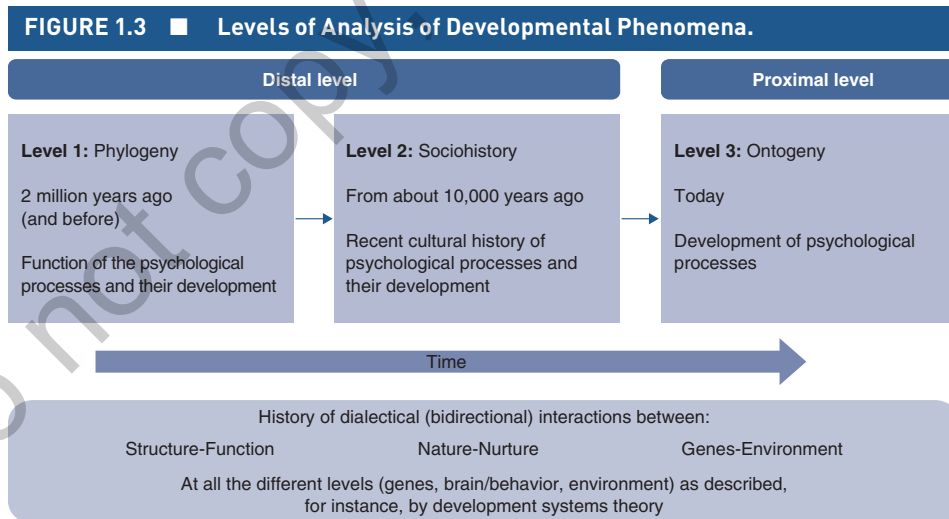 FIGURE 1.3 ■ Levels of Analysis of Developmental Phenomena.
Distal level
Proximal level
Level 1: Phylogeny
2 million years ago
(and before)
Function of the psychological
processes and their development
Level 2: Sociohistory
From about 10,000 years ago
Recent cultural history of
psychological processes and
their development
Level 3: Ontogeny
Today
Development of psychological
processes
Time
History of dialectical (bidirectional) interactions between:
Structure-Function Nature-Nurture Genes-Environment
At all the different levels (genes, brain/behavior, environment) as described,
for instance, by development systems theory
not copy,